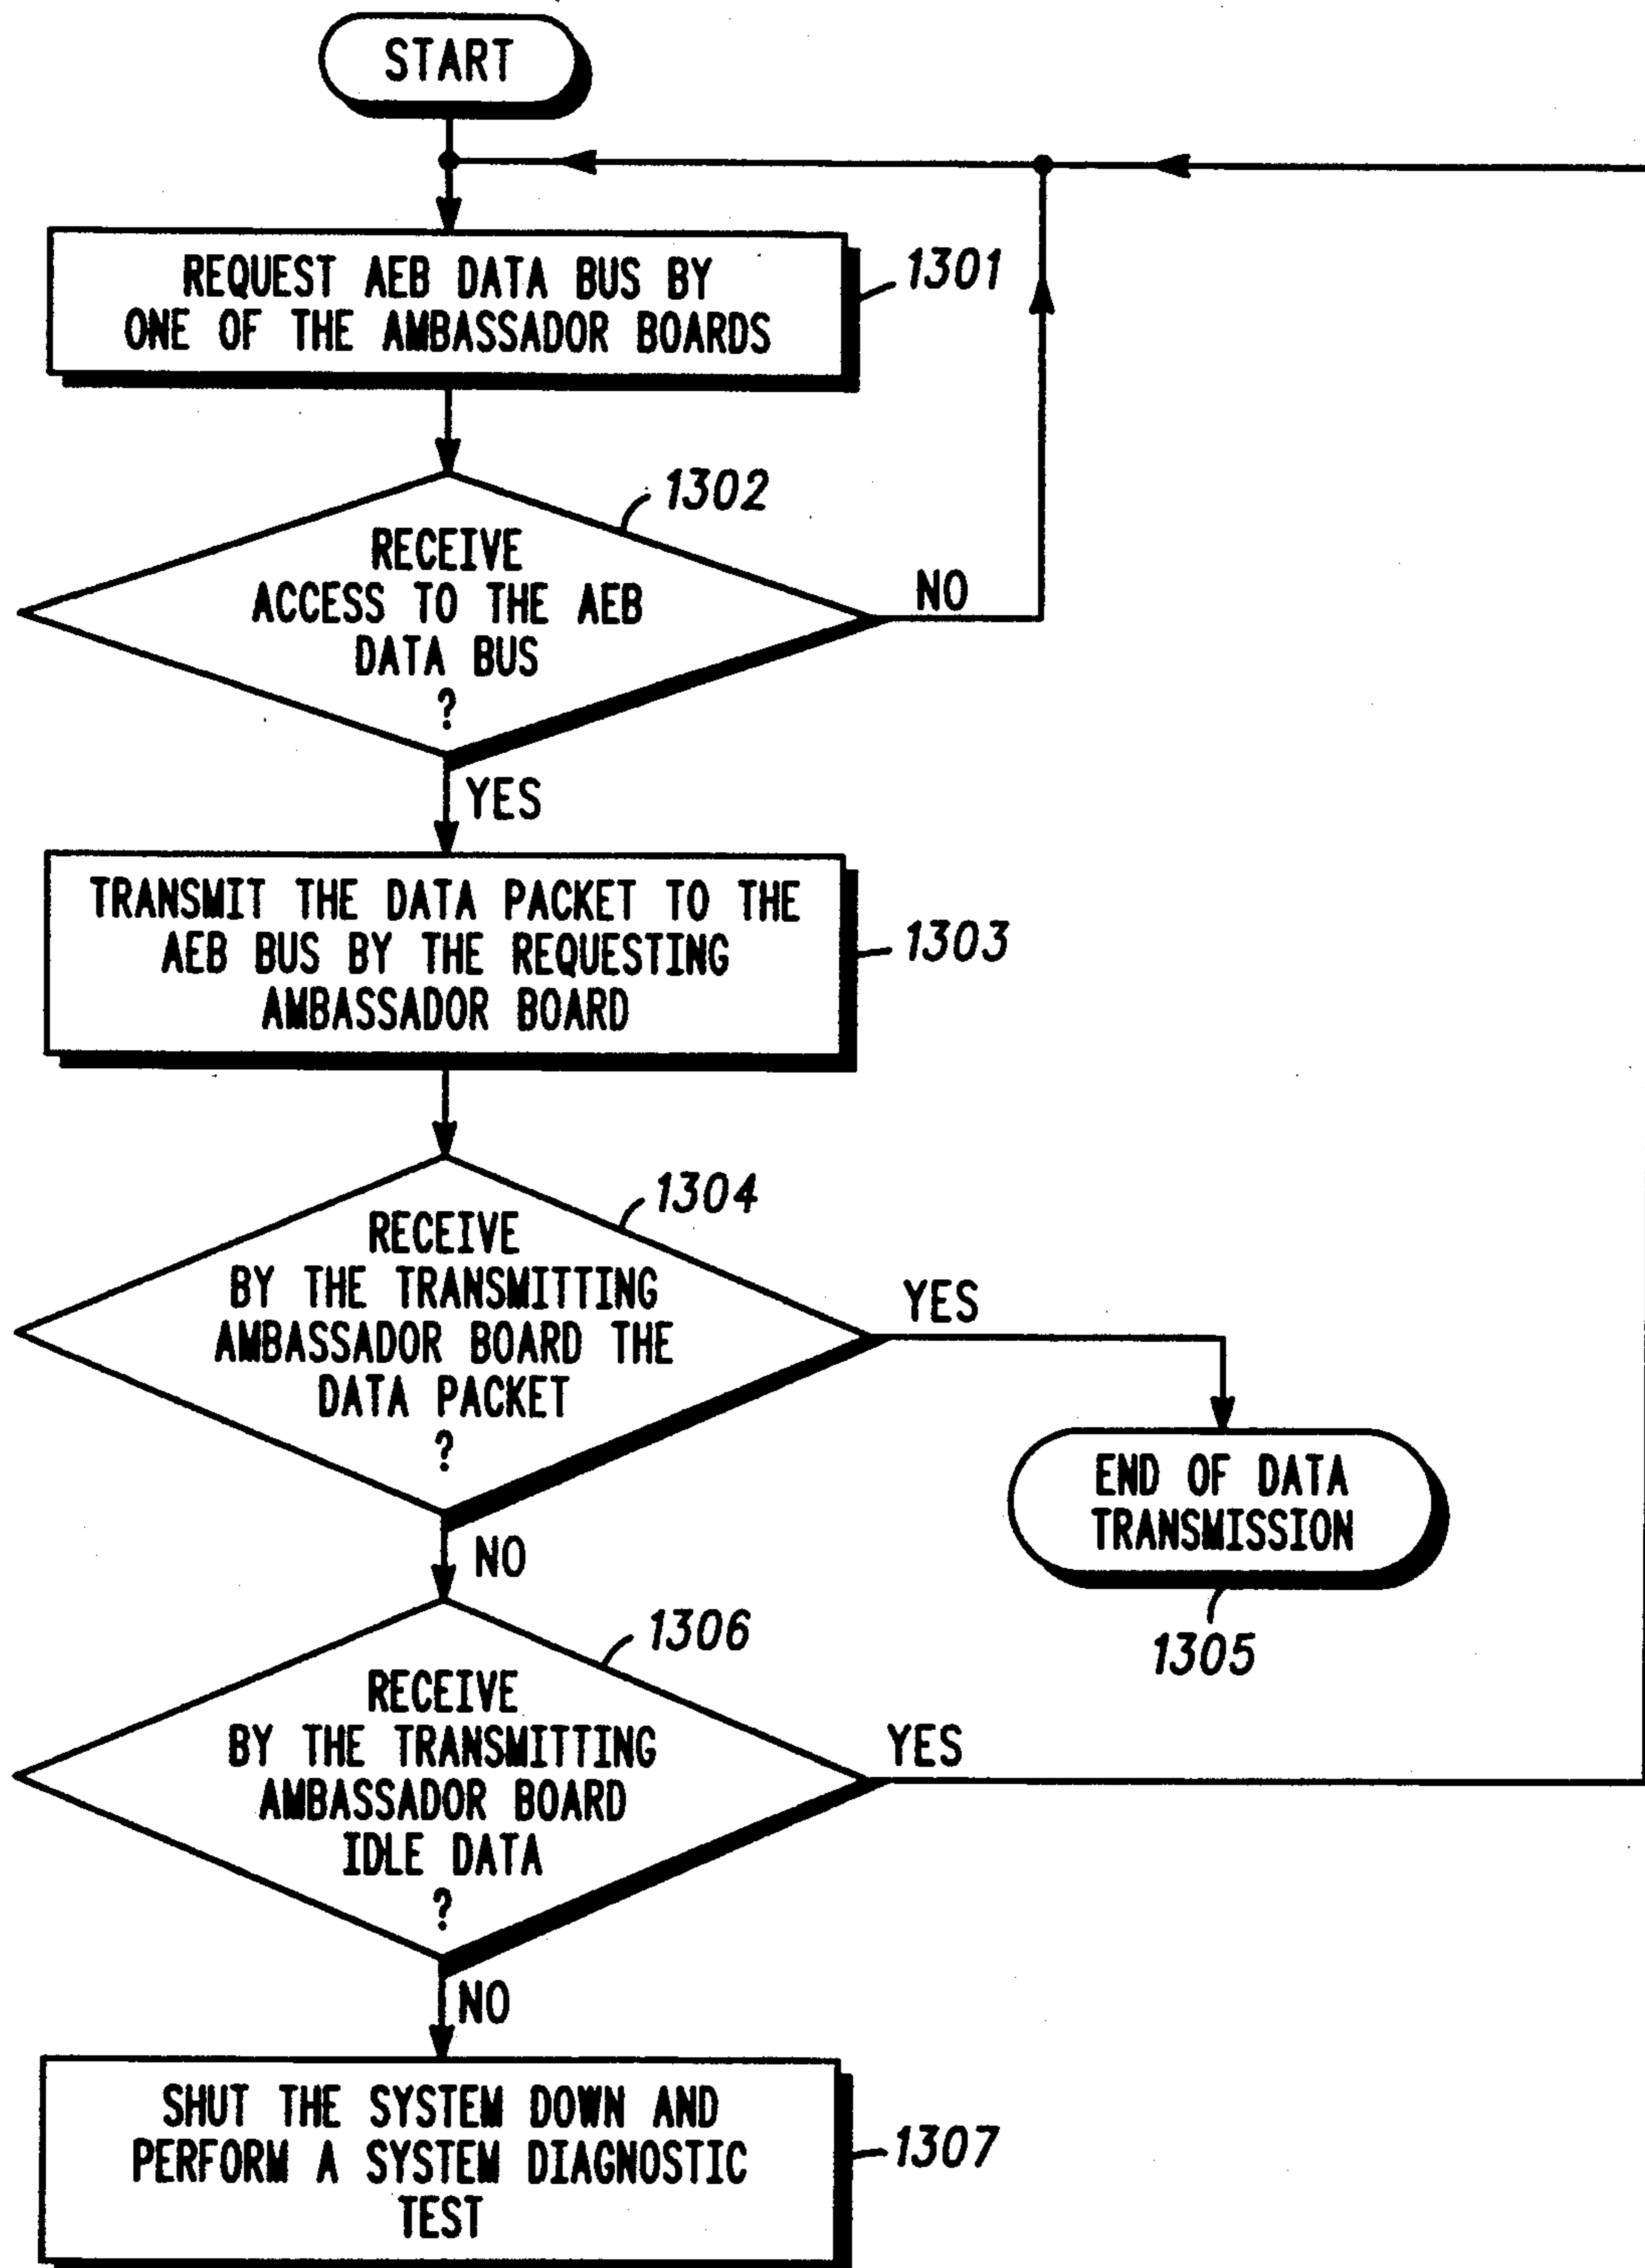 START
REQUEST AEB DATA BUS BY
ONE OF THE AMBASSADOR BOARDS
1301
1302
RECEIVE
ACCESS TO THE AEB
DATA BUS
?
NO
YES
TRANSMIT THE DATA PACKET TO THE
AEB BUS BY THE REQUESTING
AMBASSADOR BOARD
1303
1304
RECEIVE
BY THE TRANSMITTING
AMBASSADOR BOARD THE
DATA PACKET
?
YES
END OF DATA
TRANSMISSION
1305
NO
1306
RECEIVE
BY THE TRANSMITTING
AMBASSADOR BOARD
IDLE DATA
?
YES
NO
SHUT THE SYSTEM DOWN AND
PERFORM A SYSTEM DIAGNOSTIC
TEST
1307